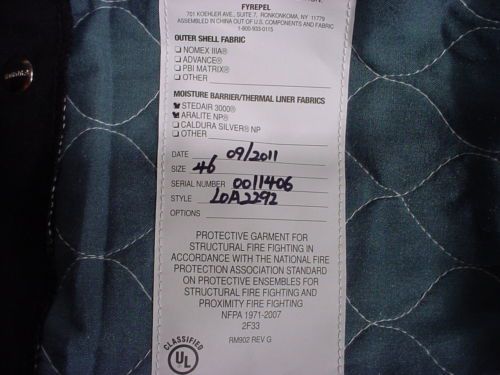 FYREPEL
701 KOEHLER AVE., SUITE 7, RONKONKOMA, NY 11779
ASSEMBLED IN CHINA OUT OF U.S. COMPONENTS AND FABRIC
1-800-933-0115
OUTER SHELL FABRIC
NOMEX IIIA®
ADVANCE®
PBI MATRIX®
OTHER
MOISTURE BARRIER/THERMAL LINER FABRICS
STEDAIR 3000®
ARALITE NP®
CALDURA SILVER® NP
OTHER
DATE 09/2011
SIZE 46
SERIAL NUMBER 0011406
STYLE LOA2292
OPTIONS
PROTECTIVE GARMENT FOR
STRUCTURAL FIRE FIGHTING IN
ACCORDANCE WITH THE NATIONAL FIRE
PROTECTION ASSOCIATION STANDARD
ON PROTECTIVE ENSEMBLES FOR
STRUCTURAL FIRE FIGHTING AND
PROXIMITY FIRE FIGHTING
NFPA 1971-2007
2F33
RM902 REV G
CLASSIFIED
UL